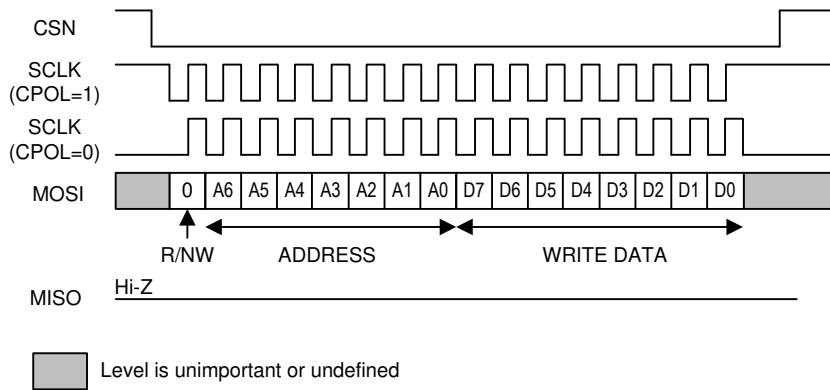 CSN
SCLK
(CPOL=1)
SCLK
(CPOL=0)
MOSI 0 A6 A5 A4 A3 A2 A1 A0 D7 D6 D5 D4 D3 D2 D1 D0
R/NW ADDRESS WRITE DATA
MISO Hi-Z
Level is unimportant or undefined